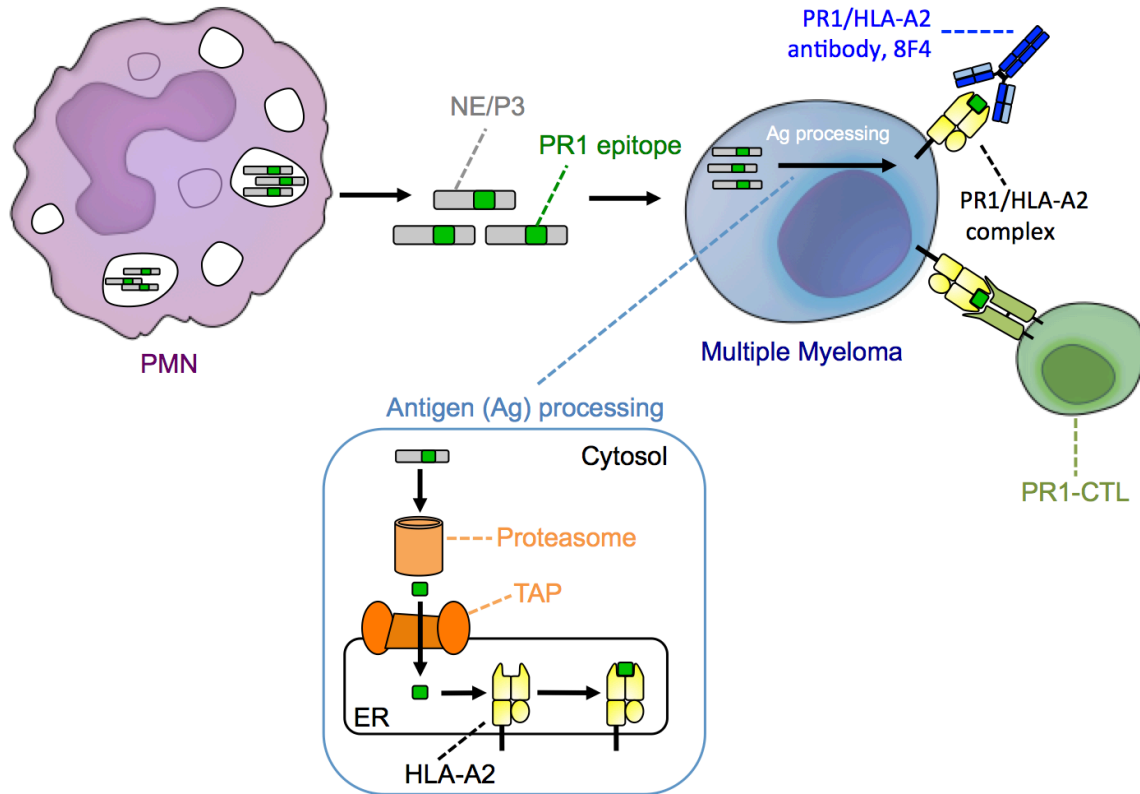 PR1/HLA-A2
antibody, 8F4
NE/P3
PR1 epitope
Ag processing
PR1/HLA-A2
complex
PMN
Multiple Myeloma
Antigen (Ag) processing
Cytosol
PR1-CTL
Proteasome
TAP
ER
HLA-A2